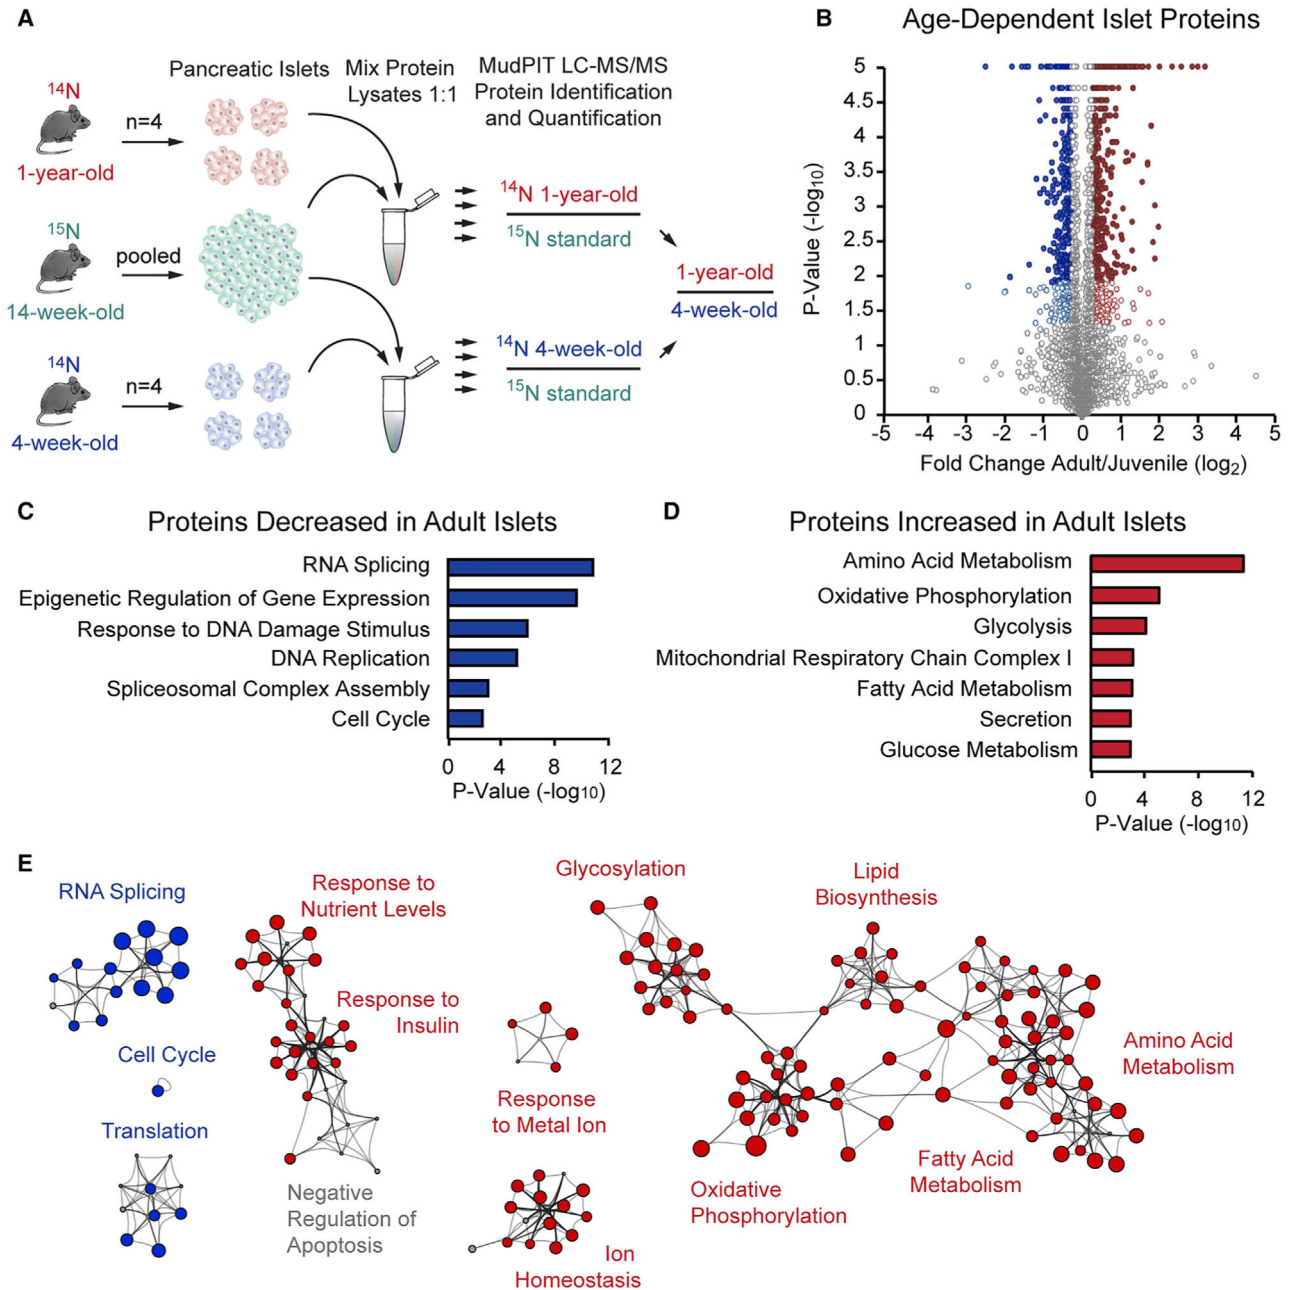 A
Pancreatic Islets
Mix Protein
Lysates 1:1
MudPIT LC-MS/MS
Protein Identification
and Quantification
14N
n=4
1-year-old
15N
pooled
14-week-old
14N
n=4
4-week-old
14N 1-year-old
15N standard
14N 4-week-old
15N standard
1-year-old
4-week-old
B
Age-Dependent Islet Proteins
P-Value (-log10)
5
4.5
4
3.5
3
2.5
2
1.5
1
0.5
0
-5 -4 -3 -2 -1 0 1 2 3 4 5
Fold Change Adult/Juvenile (log2)
C
Proteins Decreased in Adult Islets
RNA Splicing
Epigenetic Regulation of Gene Expression
Response to DNA Damage Stimulus
DNA Replication
Spliceosomal Complex Assembly
Cell Cycle
0 4 8 12
P-Value (-log10)
D
Proteins Increased in Adult Islets
Amino Acid Metabolism
Oxidative Phosphorylation
Glycolysis
Mitochondrial Respiratory Chain Complex I
Fatty Acid Metabolism
Secretion
Glucose Metabolism
0 4 8 12
P-Value (-log10)
E
RNA Splicing
Cell Cycle
Translation
Response to
Nutrient Levels
Response to
Insulin
Negative
Regulation of
Apoptosis
Glycosylation
Response
to Metal Ion
Ion
Homeostasis
Lipid
Biosynthesis
Amino Acid
Metabolism
Fatty Acid
Metabolism
Oxidative
Phosphorylation